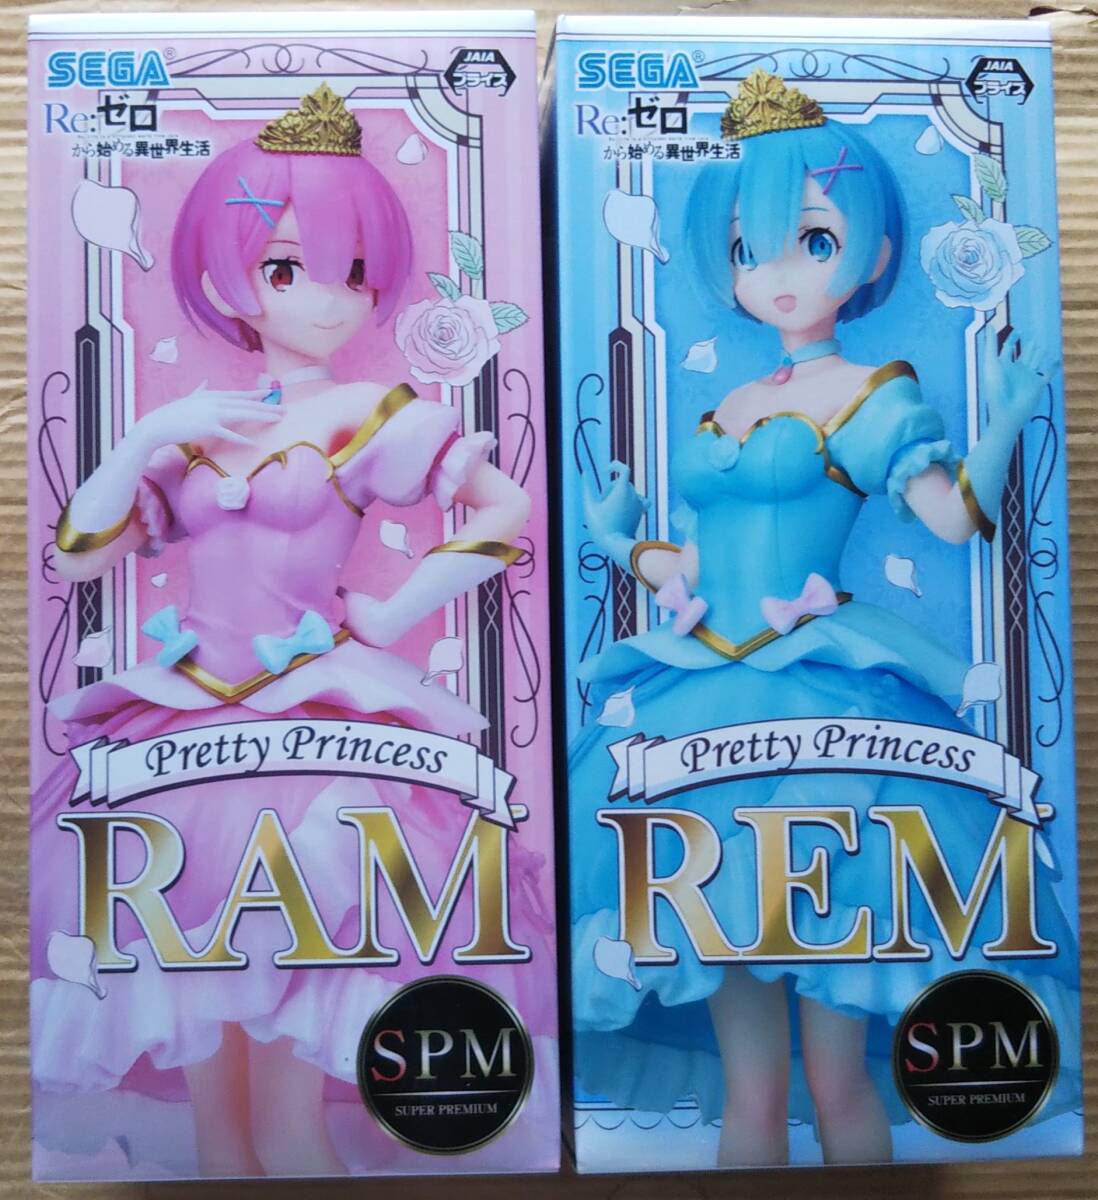 SEGA®
JAIA
プライズ
Re:ゼロ
から始める異世界生活
Pretty Princess
RAM
SPM
SUPER PREMIUM
SEGA®
JAIA
プライズ
Re:ゼロ
から始める異世界生活
Pretty Princess
REM
SPM
SUPER PREMIUM